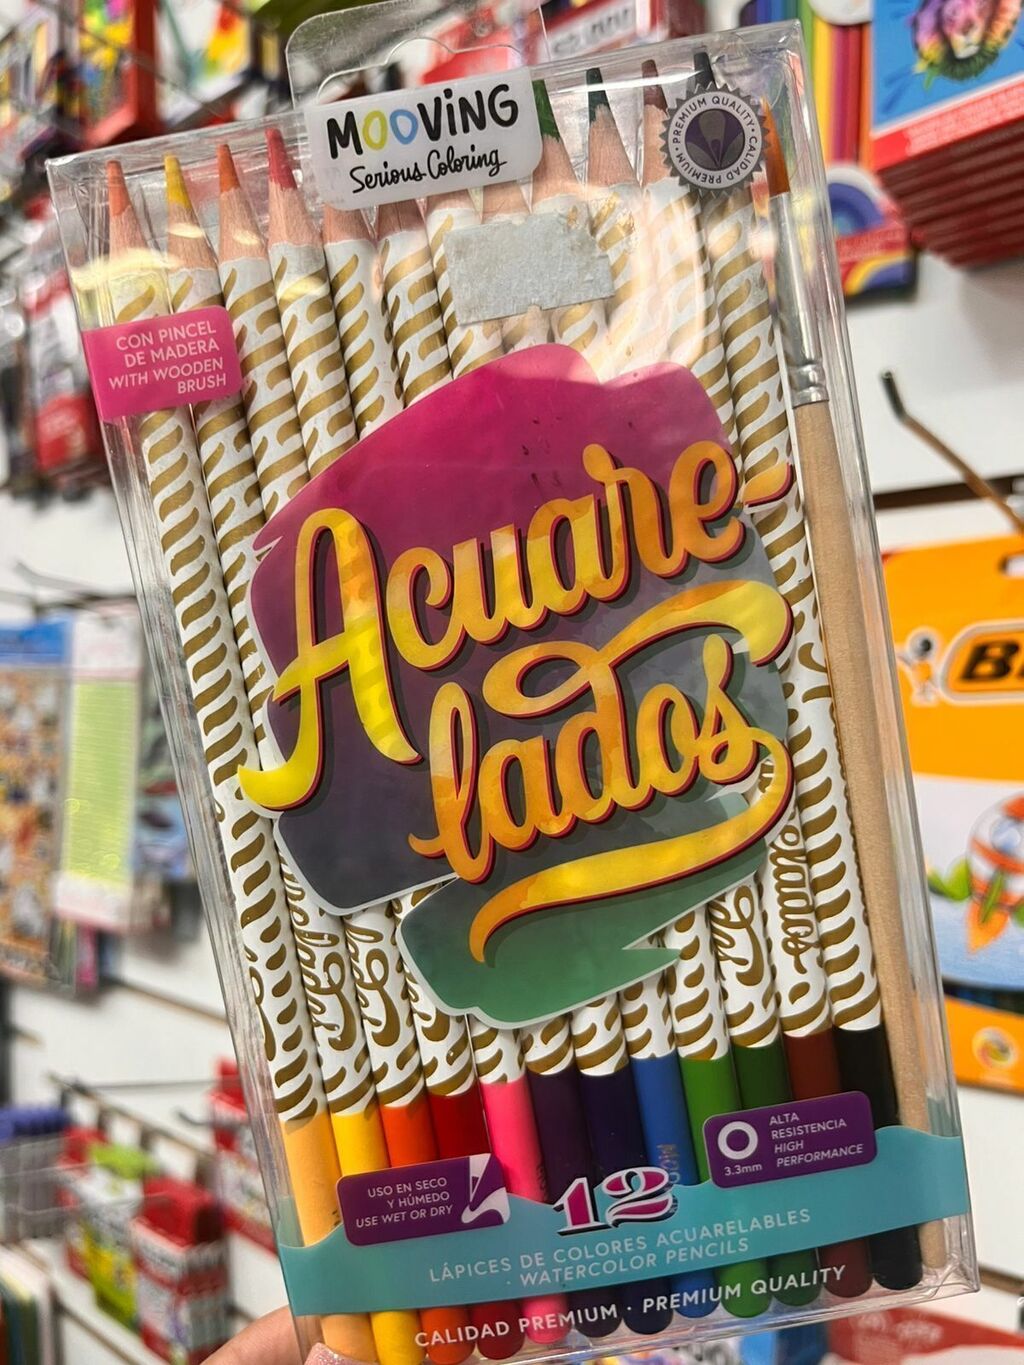 MOOViNG
Serious Coloring
PREMIUM QUALITY · CALIDAD PREMIUM ·
CON PINCEL
DE MADERA
WITH WOODEN
BRUSH
Acuare-
lados
BI
USO EN SECO
Y HÚMEDO
USE WET OR DRY
3.3mm
ALTA
RESISTENCIA
HIGH
PERFORMANCE
12
LÁPICES DE COLORES ACUARELABLES
· WATERCOLOR PENCILS
CALIDAD PREMIUM · PREMIUM QUALITY